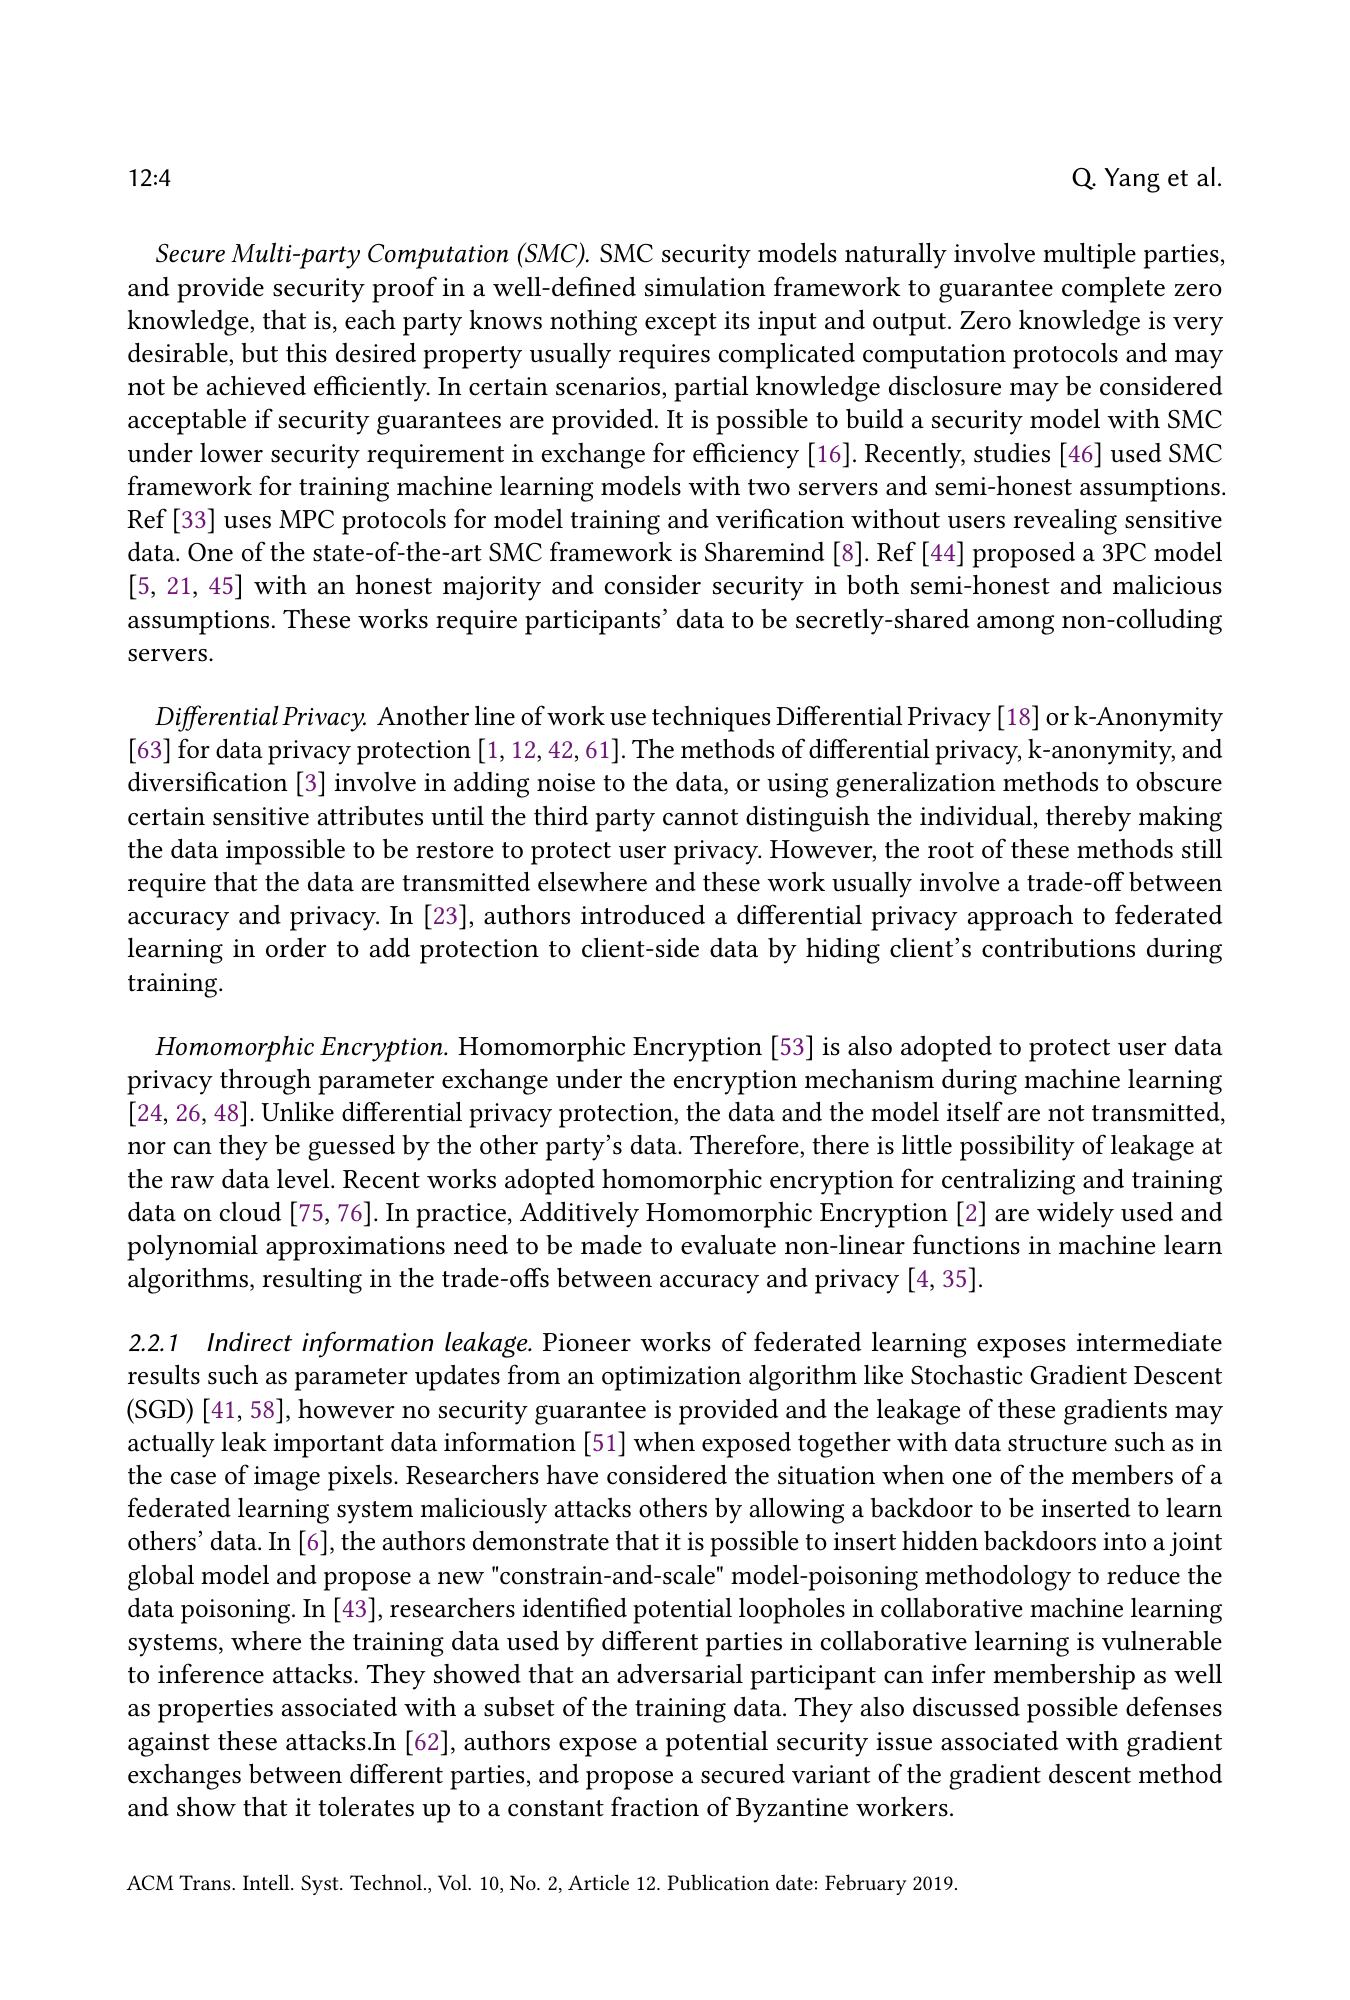 12:4 Q. Yang et al.
Secure Multi-party Computation (SMC). SMC security models naturally involve multiple parties,
and provide security proof in a well-defined simulation framework to guarantee complete zero
knowledge, that is, each party knows nothing except its input and output. Zero knowledge is very
desirable, but this desired property usually requires complicated computation protocols and may
not be achieved efficiently. In certain scenarios, partial knowledge disclosure may be considered
acceptable if security guarantees are provided. It is possible to build a security model with SMC
under lower security requirement in exchange for efficiency [16]. Recently, studies [46] used SMC
framework for training machine learning models with two servers and semi-honest assumptions.
Ref [33] uses MPC protocols for model training and verification without users revealing sensitive
data. One of the state-of-the-art SMC framework is Sharemind [8]. Ref [44] proposed a 3PC model
[5, 21, 45] with an honest majority and consider security in both semi-honest and malicious
assumptions. These works require participants’ data to be secretly-shared among non-colluding
servers.
Differential Privacy. Another line of work use techniques Differential Privacy [18] or k-Anonymity
[63] for data privacy protection [1, 12, 42, 61]. The methods of differential privacy, k-anonymity, and
diversification [3] involve in adding noise to the data, or using generalization methods to obscure
certain sensitive attributes until the third party cannot distinguish the individual, thereby making
the data impossible to be restore to protect user privacy. However, the root of these methods still
require that the data are transmitted elsewhere and these work usually involve a trade-off between
accuracy and privacy. In [23], authors introduced a differential privacy approach to federated
learning in order to add protection to client-side data by hiding client’s contributions during
training.
Homomorphic Encryption. Homomorphic Encryption [53] is also adopted to protect user data
privacy through parameter exchange under the encryption mechanism during machine learning
[24, 26, 48]. Unlike differential privacy protection, the data and the model itself are not transmitted,
nor can they be guessed by the other party’s data. Therefore, there is little possibility of leakage at
the raw data level. Recent works adopted homomorphic encryption for centralizing and training
data on cloud [75, 76]. In practice, Additively Homomorphic Encryption [2] are widely used and
polynomial approximations need to be made to evaluate non-linear functions in machine learn
algorithms, resulting in the trade-offs between accuracy and privacy [4, 35].
2.2.1 Indirect information leakage. Pioneer works of federated learning exposes intermediate
results such as parameter updates from an optimization algorithm like Stochastic Gradient Descent
(SGD) [41, 58], however no security guarantee is provided and the leakage of these gradients may
actually leak important data information [51] when exposed together with data structure such as in
the case of image pixels. Researchers have considered the situation when one of the members of a
federated learning system maliciously attacks others by allowing a backdoor to be inserted to learn
others’ data. In [6], the authors demonstrate that it is possible to insert hidden backdoors into a joint
global model and propose a new "constrain-and-scale" model-poisoning methodology to reduce the
data poisoning. In [43], researchers identified potential loopholes in collaborative machine learning
systems, where the training data used by different parties in collaborative learning is vulnerable
to inference attacks. They showed that an adversarial participant can infer membership as well
as properties associated with a subset of the training data. They also discussed possible defenses
against these attacks.In [62], authors expose a potential security issue associated with gradient
exchanges between different parties, and propose a secured variant of the gradient descent method
and show that it tolerates up to a constant fraction of Byzantine workers.
ACM Trans. Intell. Syst. Technol., Vol. 10, No. 2, Article 12. Publication date: February 2019.